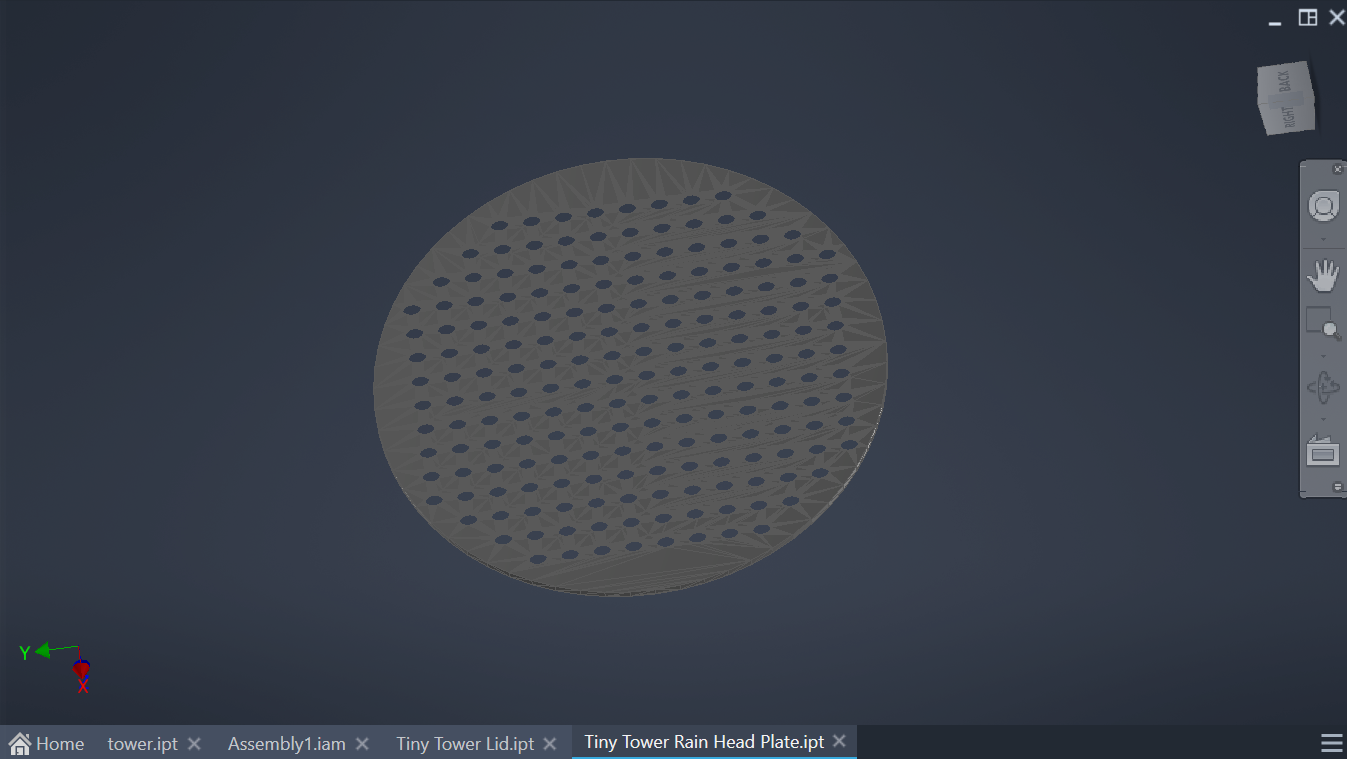 BACK
RIGHT
Y
X
Home tower.ipt Assembly1.iam Tiny Tower Lid.ipt Tiny Tower Rain Head Plate.ipt